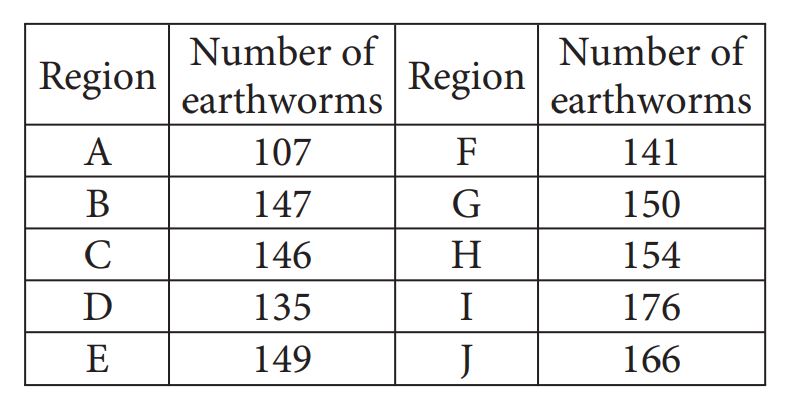 Region Number of earthworms Region Number of earthworms
A 107 F 141
B 147 G 150
C 146 H 154
D 135 I 176
E 149 J 166